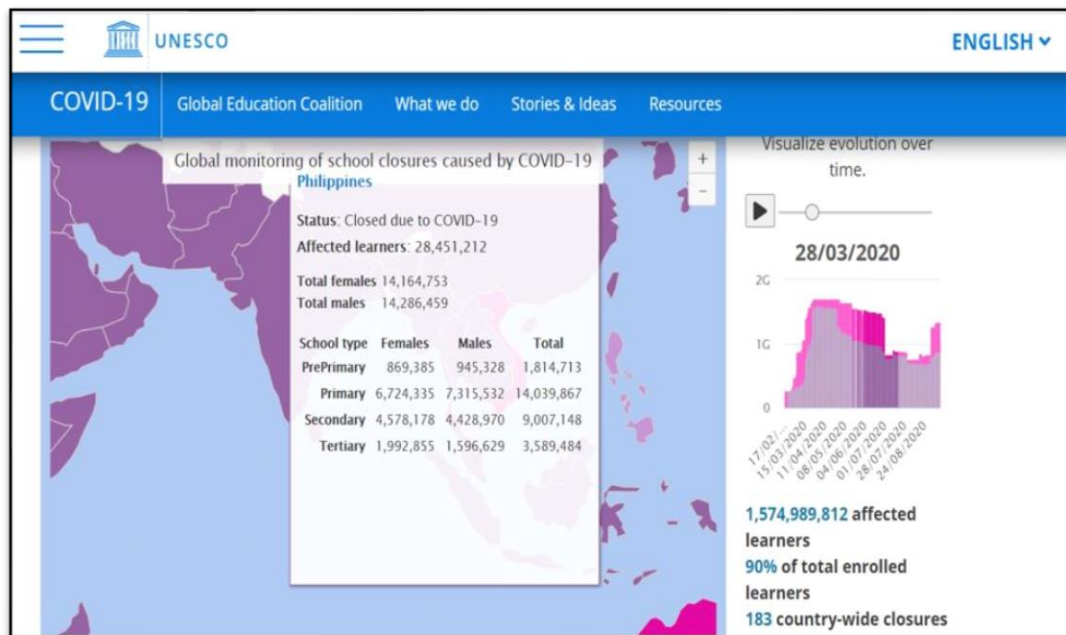 UNESCO
ENGLISH
COVID-19 Global Education Coalition What we do Stories & Ideas Resources
Global monitoring of school closures caused by COVID-19
Philippines
Status: Closed due to COVID-19
Affected learners: 28,451,212
Total females 14,164,753
Total males 14,286,459
School type Females Males Total
PrePrimary 869,385 945,328 1,814,713
Primary 6,724,335 7,315,532 14,039,867
Secondary 4,578,178 4,428,970 9,007,148
Tertiary 1,992,855 1,596,629 3,589,484
+
-
Visualize evolution over
time.
28/03/2020
2G
1G
0
17/02/...
15/03/2020
11/04/2020
08/05/2020
04/06/2020
01/07/2020
28/07/2020
24/08/2020
1,574,989,812 affected
learners
90% of total enrolled
learners
183 country-wide closures